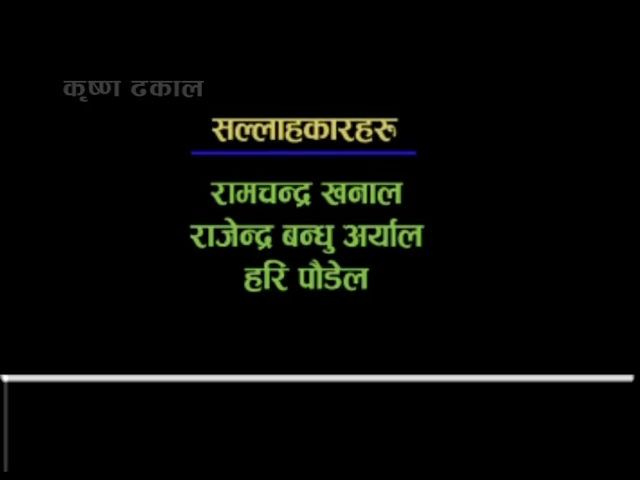 कृष्ण ढकाल
सल्लाहकारहरू
रामचन्द्र खनाल
राजेन्द्र बन्धु अर्याल
हरि पौडेल